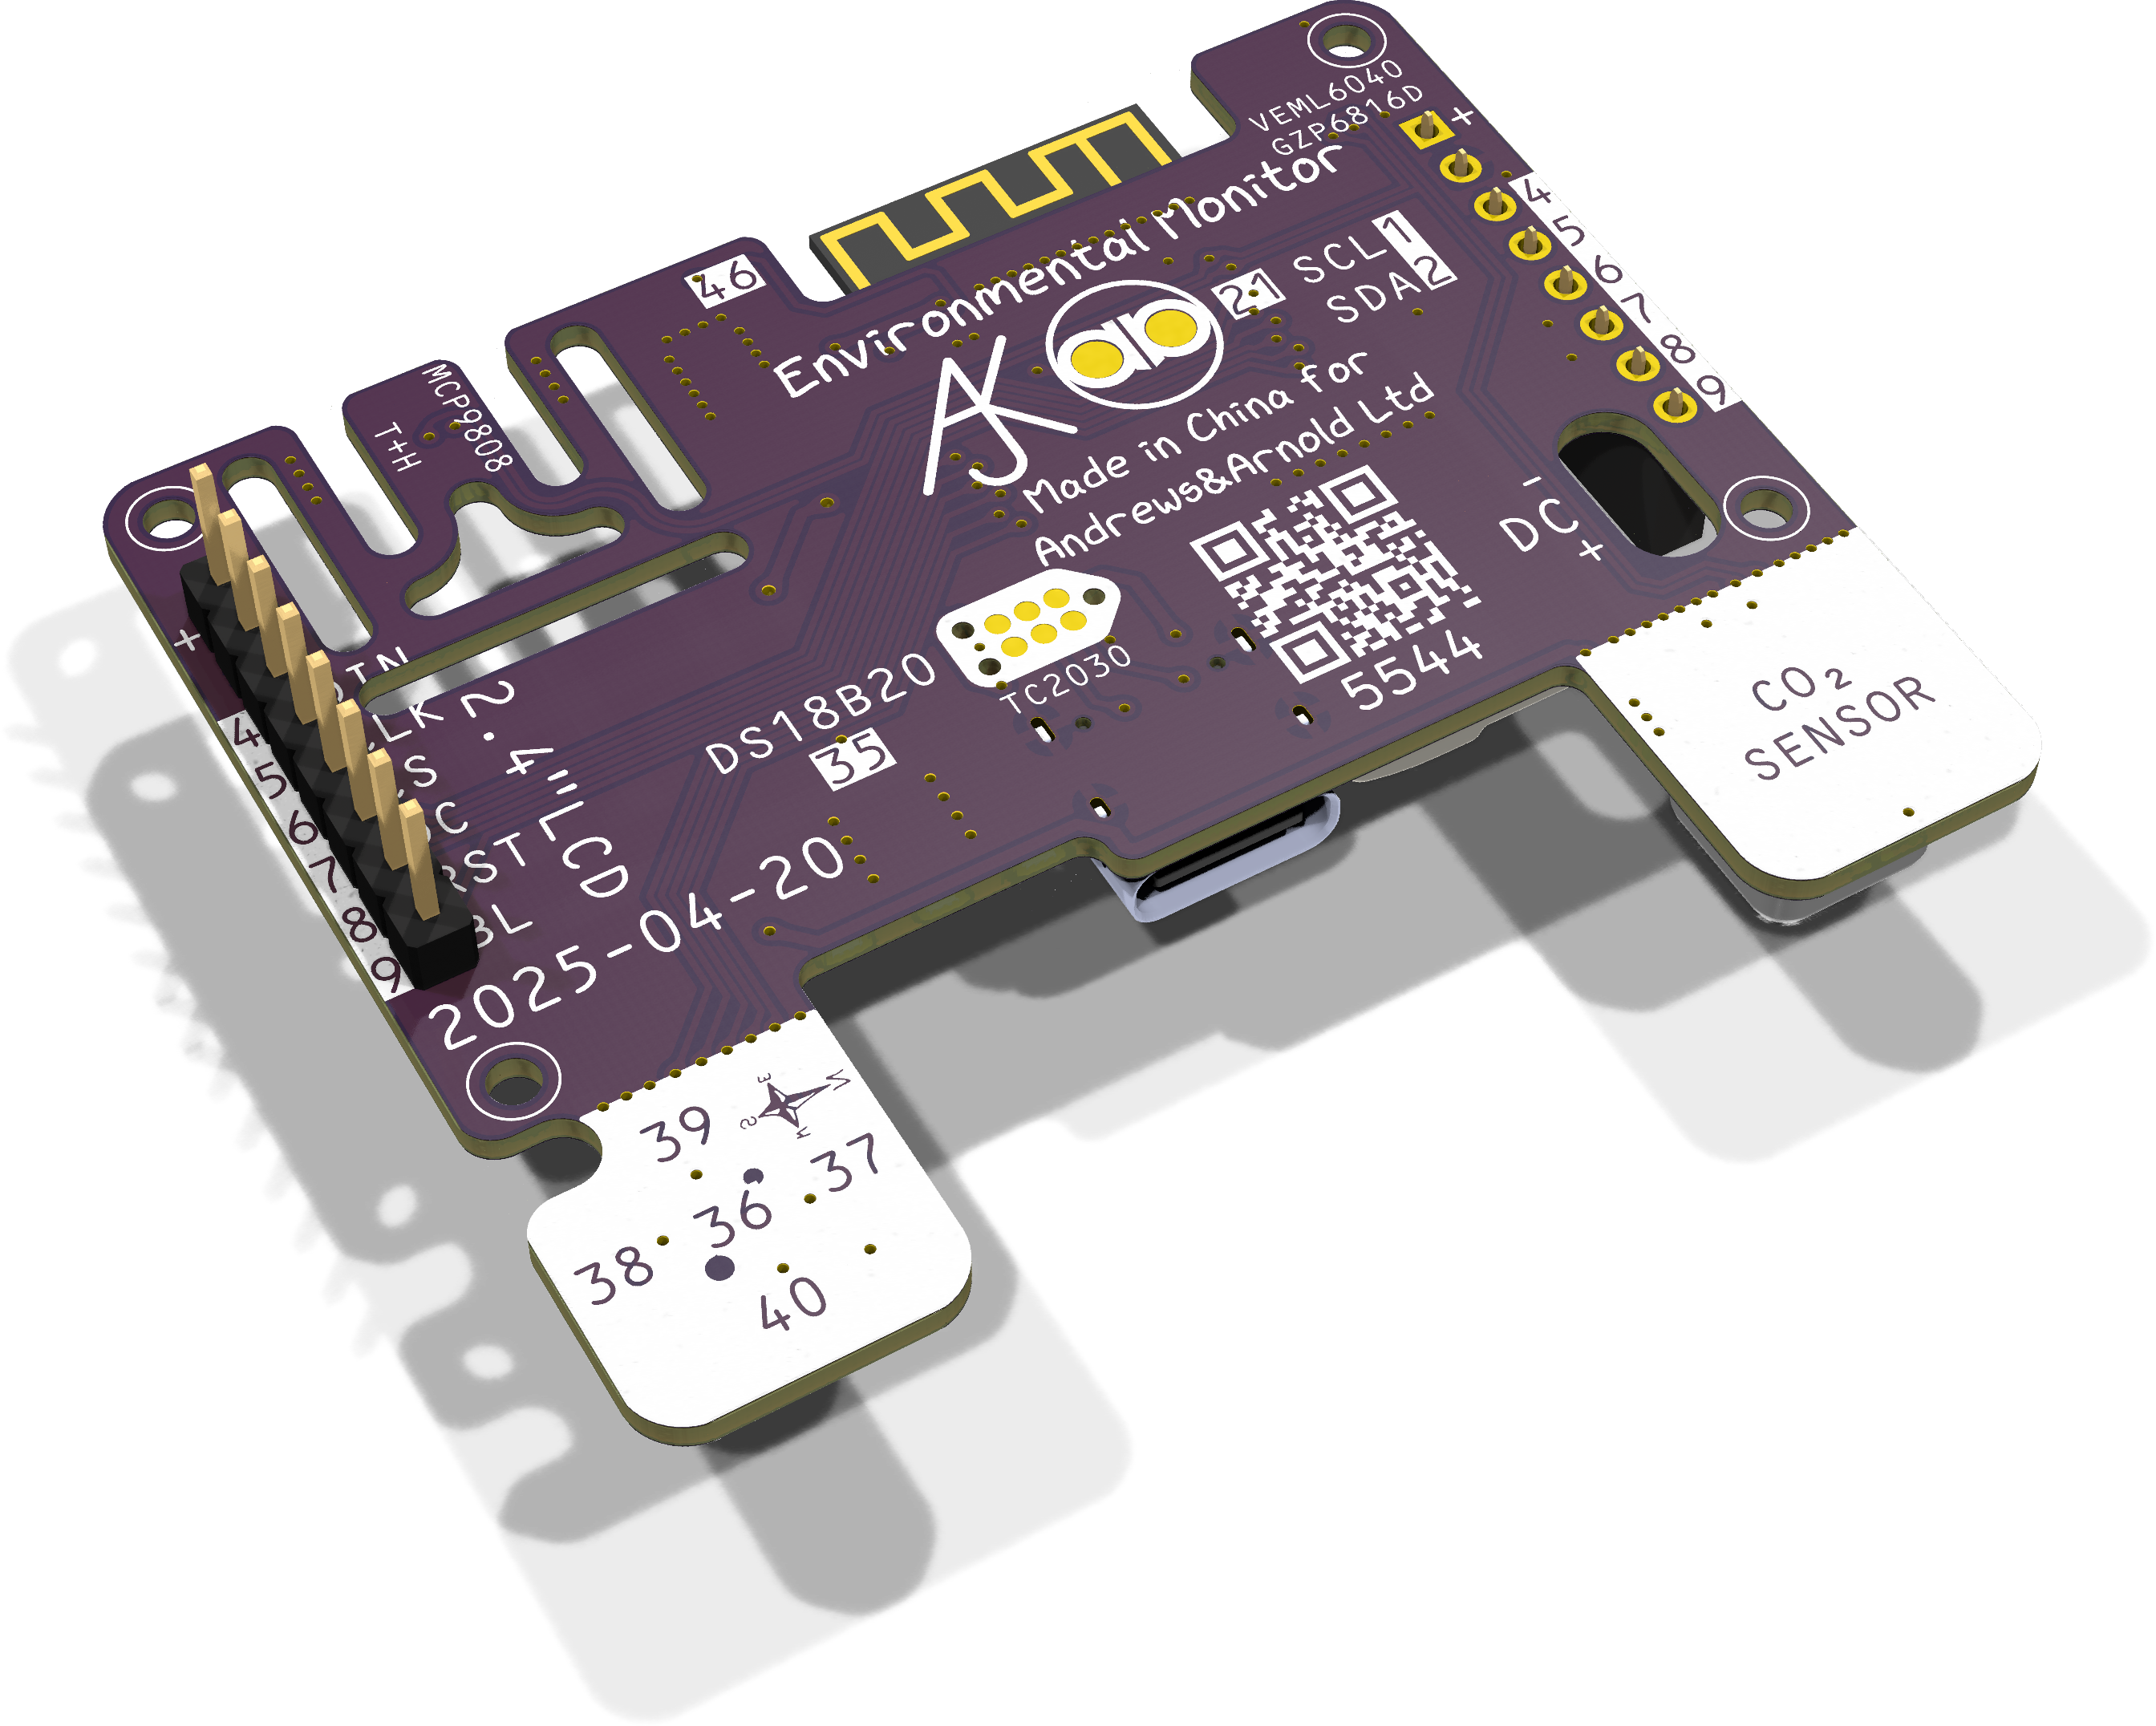 VEML6040
GZP6816D
+
4
5
6
7
8
9
Environmental Monitor
46
21
SCL 1
SDA 2
AJK
Made in China for
Andrews&Arnold Ltd
MCP9808
T+H
-
DC
+
5544
TC2030
DS18B20
35
CO₂
SENSOR
+
4
5
6
7
8
9
RST
BL
2.4" LCD
2025-04-20
N
E
S
W
39
37
36
38
40